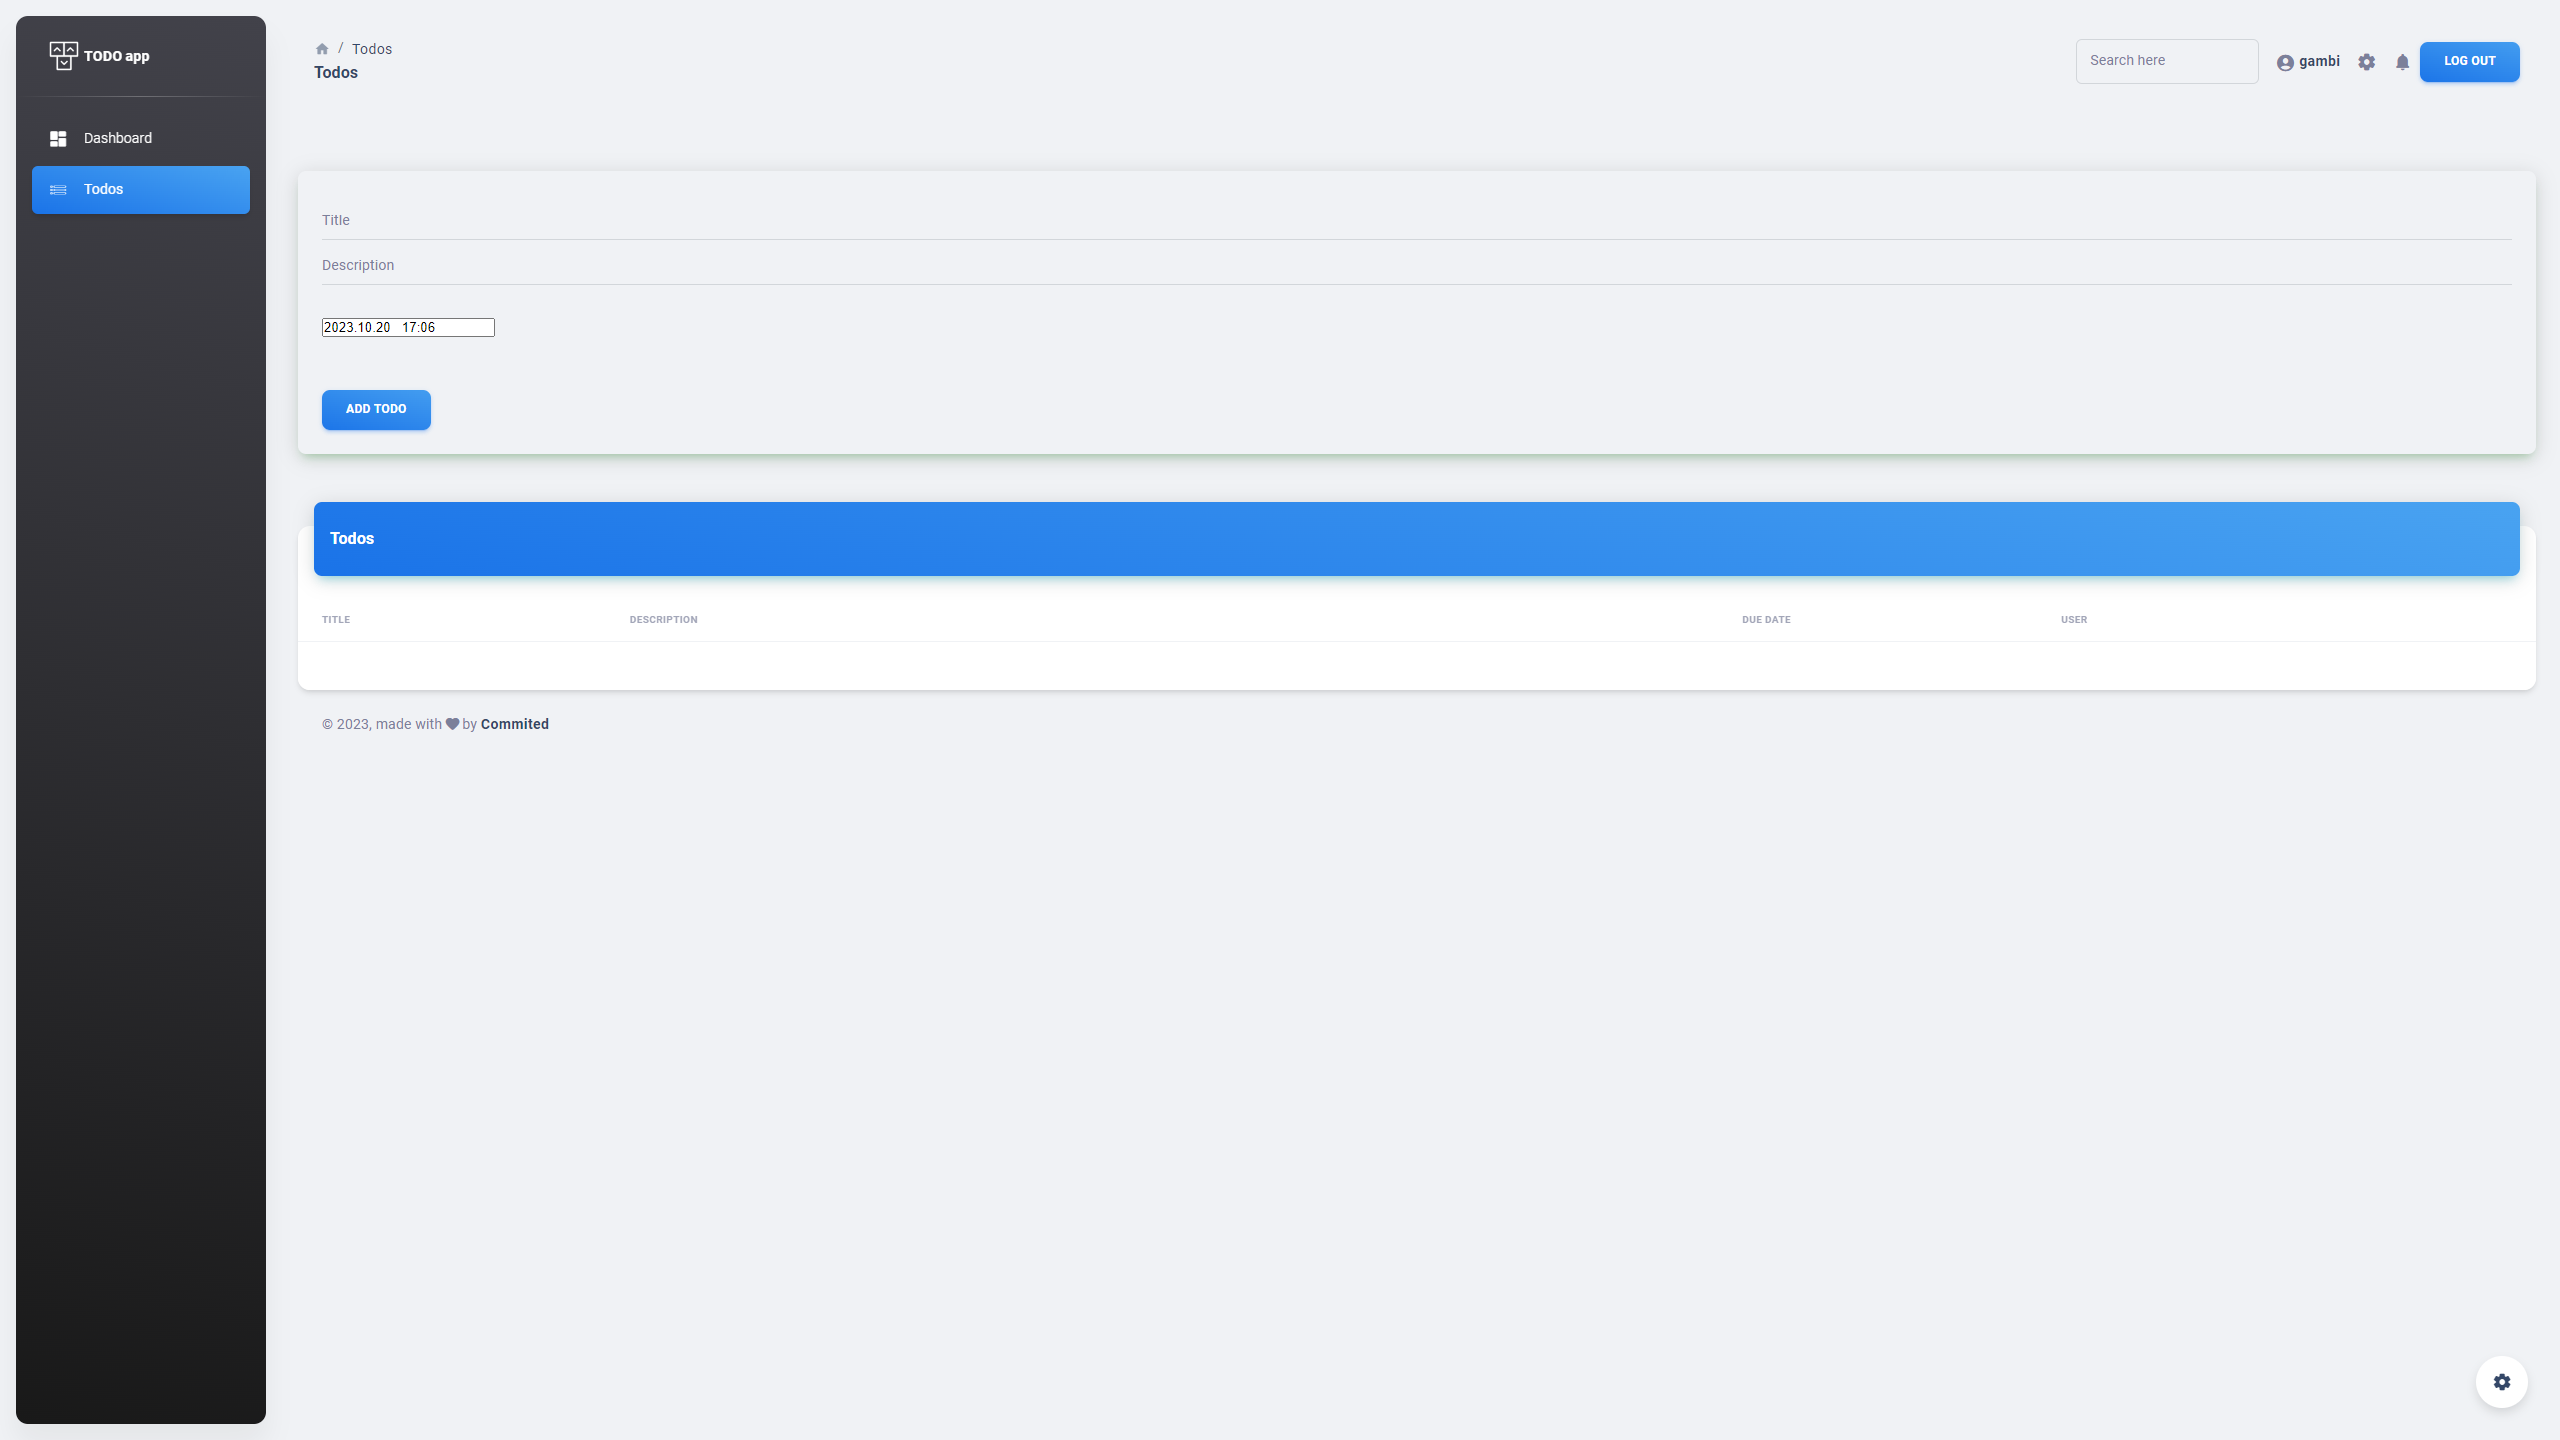 TODO app
Dashboard
Todos
/ Todos
Todos
Search here
gambi
LOG OUT
Title
Description
2023.10.20 17:06
ADD TODO
Todos
TITLE DESCRIPTION DUE DATE USER
© 2023, made with by Commited